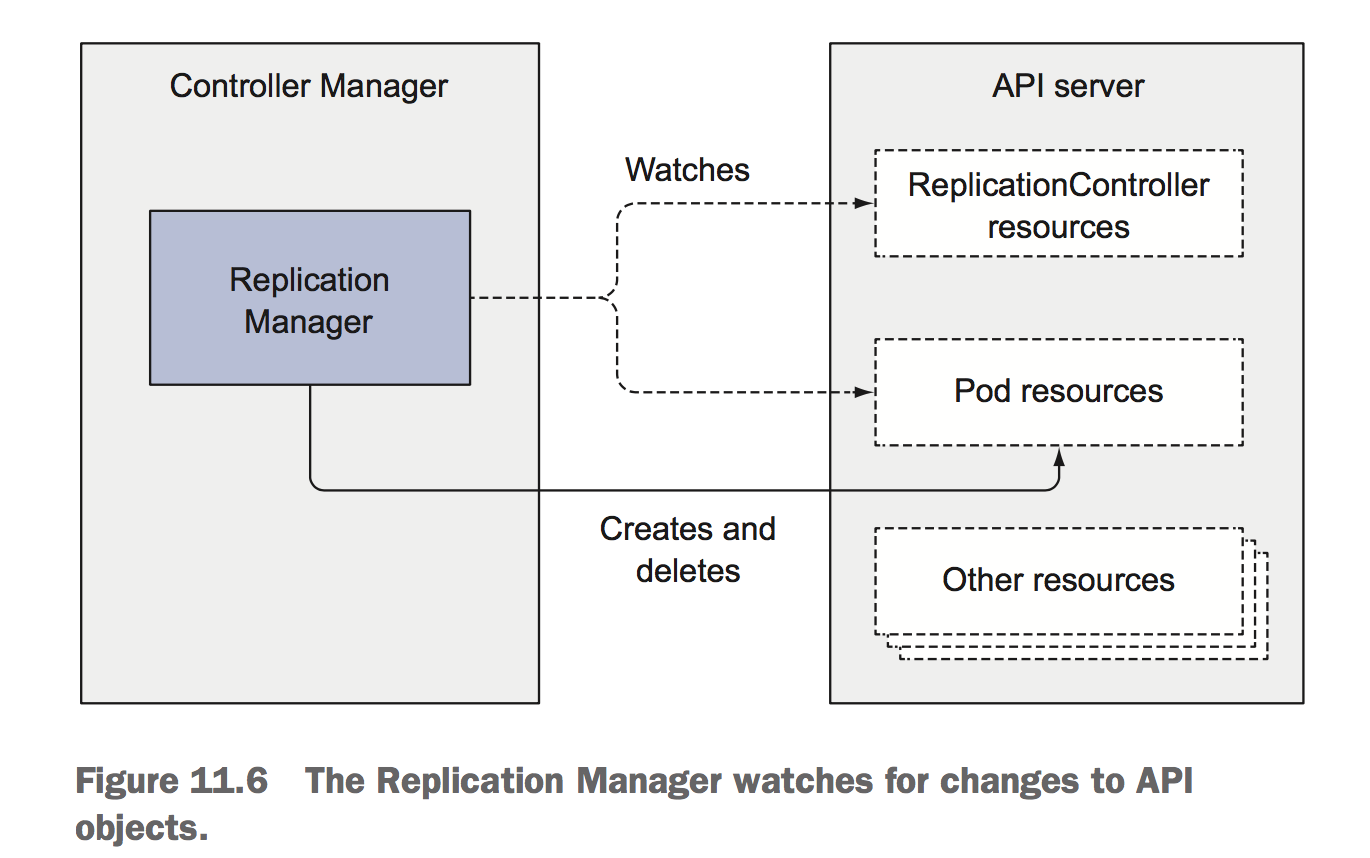 Controller Manager
Replication
Manager
Watches
Creates and
deletes
API server
ReplicationController
resources
Pod resources
Other resources
Figure 11.6 The Replication Manager watches for changes to API
objects.